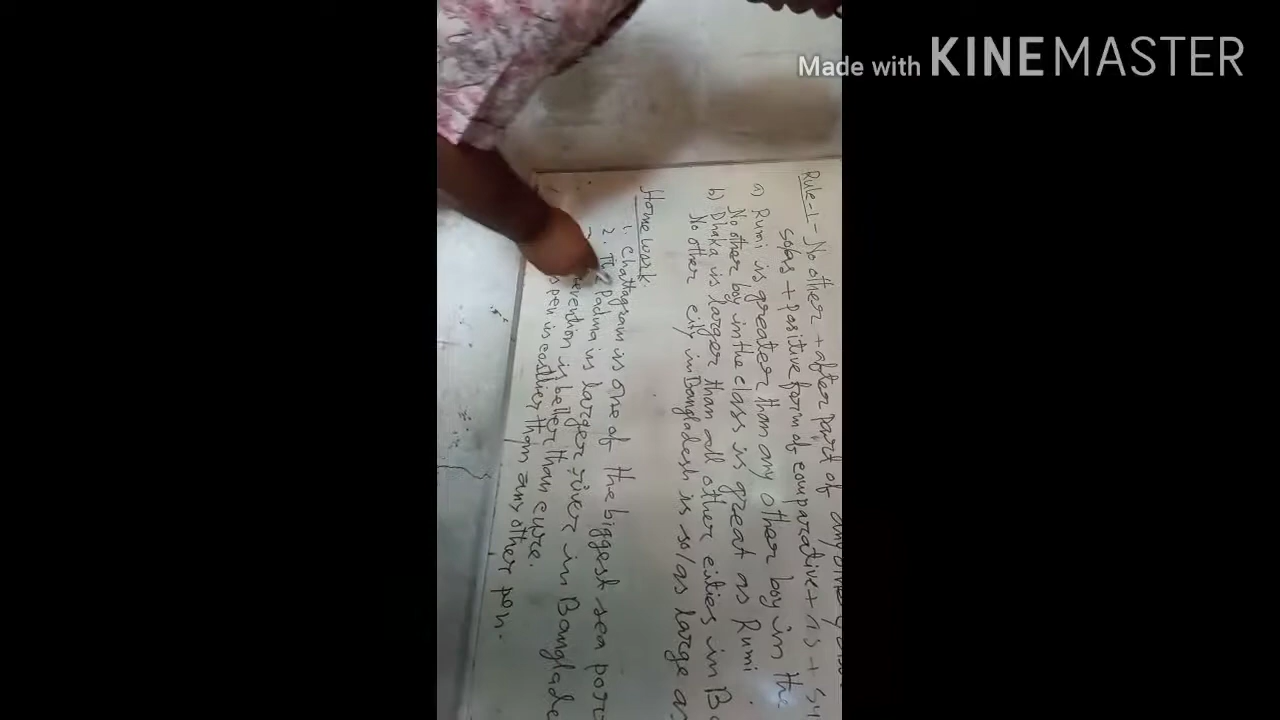 Made with KINEMASTER
Rule-1 - No other + after part of any other
so/as + positive form of comparative +
a) Rumi is greater than any other boy in the
No other boy in the class is great as Rumi.
b) Dhaka is larger than all other cities in
No other city in Bangladesh is so/as large as
Home work:
1. Chattagram is one of the biggest sea
2. The Padma is larger river in
is better than cure.
pen is costlier than any other pen.